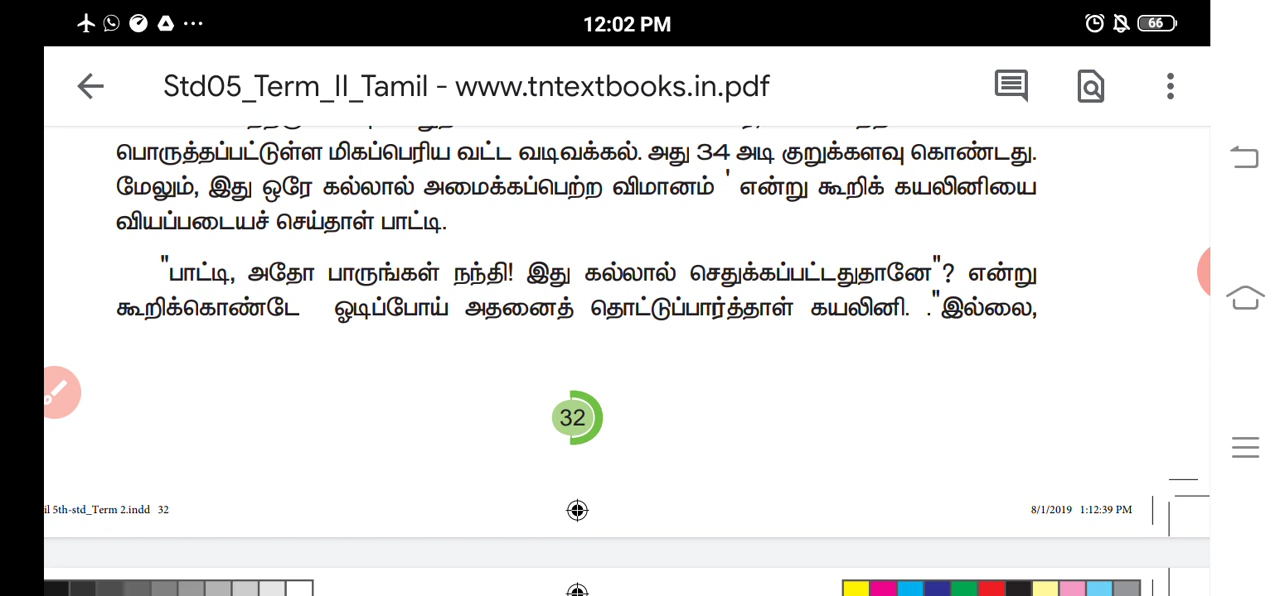 12:02 PM
66
Std05_Term_II_Tamil - www.tntextbooks.in.pdf
பொருத்தப்பட்டுள்ள மிகப்பெரிய வட்ட வடிவக்கல். அது 34 அடி குறுக்களவு கொண்டது.
மேலும், இது ஒரே கல்லால் அமைக்கப்பெற்ற விமானம் ' என்று கூறிக் கயலினியை
வியப்படையச் செய்தாள் பாட்டி.
"பாட்டி, அதோ பாருங்கள் நந்தி! இது கல்லால் செதுக்கப்பட்டதுதானே"? என்று
கூறிக்கொண்டே ஓடிப்போய் அதனைத் தொட்டுப்பார்த்தாள் கயலினி. ."இல்லை,
32
il 5th-std_Term 2.indd 32
8/1/2019 1:12:39 PM